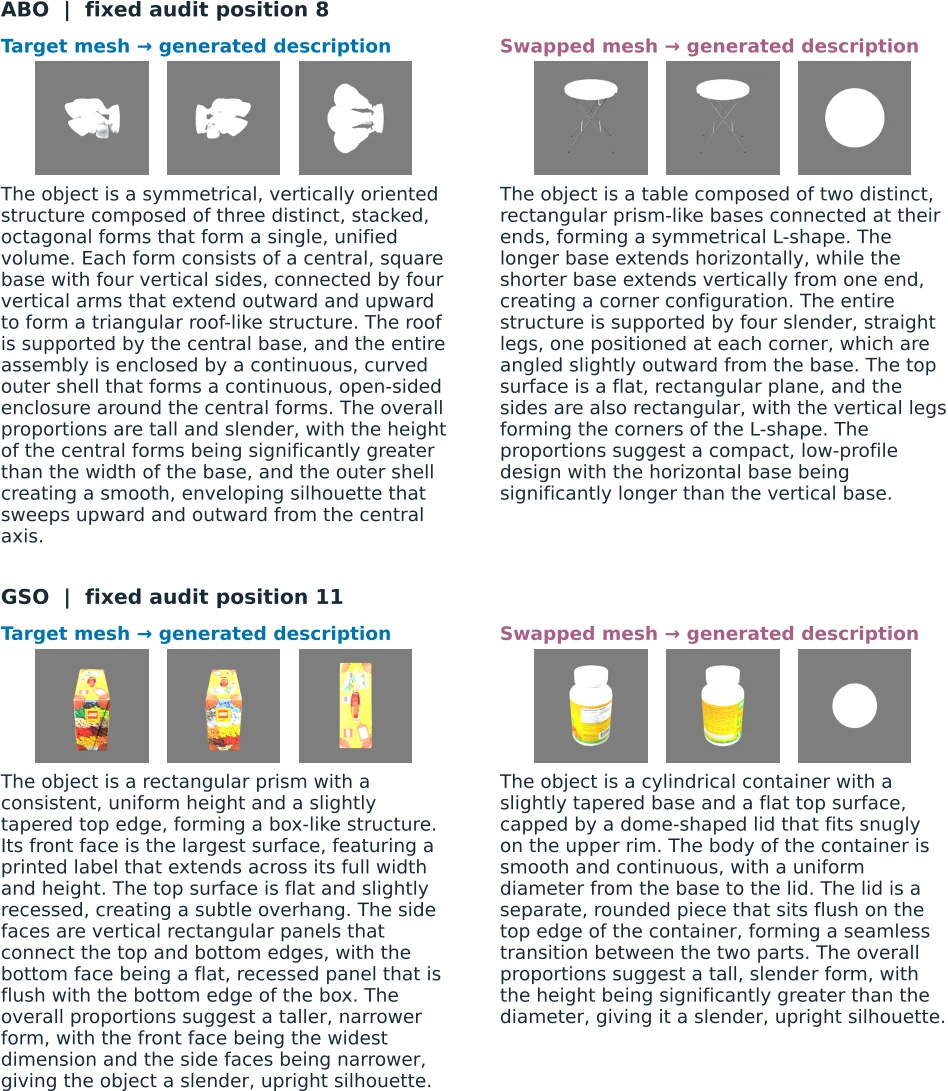 ABO | fixed audit position 8
Target mesh → generated description
The object is a symmetrical, vertically oriented
structure composed of three distinct, stacked,
octagonal forms that form a single, unified
volume. Each form consists of a central, square
base with four vertical sides, connected by four
vertical arms that extend outward and upward
to form a triangular roof-like structure. The roof
is supported by the central base, and the entire
assembly is enclosed by a continuous, curved
outer shell that forms a continuous, open-sided
enclosure around the central forms. The overall
proportions are tall and slender, with the height
of the central forms being significantly greater
than the width of the base, and the outer shell
creating a smooth, enveloping silhouette that
sweeps upward and outward from the central
axis.
Swapped mesh → generated description
The object is a table composed of two distinct,
rectangular prism-like bases connected at their
ends, forming a symmetrical L-shape. The
longer base extends horizontally, while the
shorter base extends vertically from one end,
creating a corner configuration. The entire
structure is supported by four slender, straight
legs, one positioned at each corner, which are
angled slightly outward from the base. The top
surface is a flat, rectangular plane, and the
sides are also rectangular, with the vertical legs
forming the corners of the L-shape. The
proportions suggest a compact, low-profile
design with the horizontal base being
significantly longer than the vertical base.
GSO | fixed audit position 11
Target mesh → generated description
The object is a rectangular prism with a
consistent, uniform height and a slightly
tapered top edge, forming a box-like structure.
Its front face is the largest surface, featuring a
printed label that extends across its full width
and height. The top surface is flat and slightly
recessed, creating a subtle overhang. The side
faces are vertical rectangular panels that
connect the top and bottom edges, with the
bottom face being a flat, recessed panel that is
flush with the bottom edge of the box. The
overall proportions suggest a taller, narrower
form, with the front face being the widest
dimension and the side faces being narrower,
giving the object a slender, upright silhouette.
Swapped mesh → generated description
The object is a cylindrical container with a
slightly tapered base and a flat top surface,
capped by a dome-shaped lid that fits snugly
on the upper rim. The body of the container is
smooth and continuous, with a uniform
diameter from the base to the lid. The lid is a
separate, rounded piece that sits flush on the
top edge of the container, forming a seamless
transition between the two parts. The overall
proportions suggest a tall, slender form, with
the height being significantly greater than the
diameter, giving it a slender, upright silhouette.